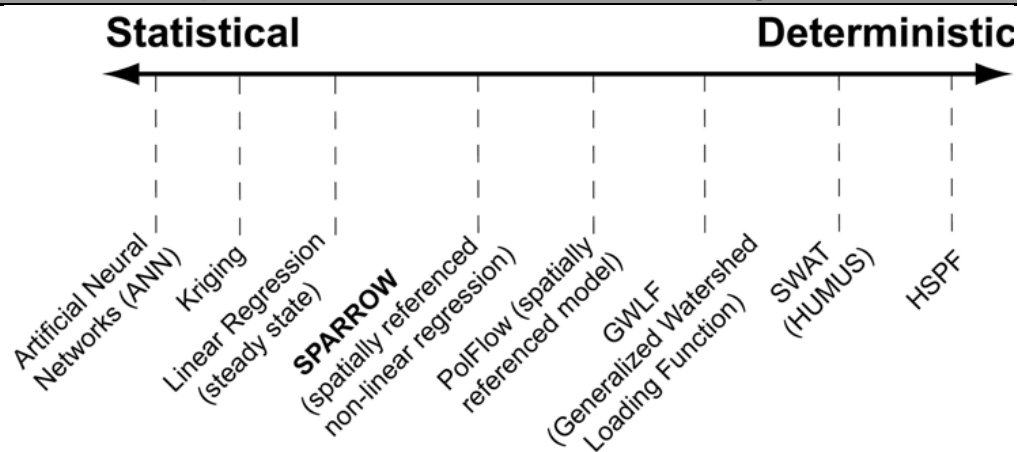 Statistical
Deterministic
Artificial Neural
Networks (ANN)
Kriging
Linear Regression
(steady state)
SPARROW
(spatially referenced
non-linear regression)
PolFlow (spatially
referenced model)
GWLF
(Generalized Watershed
Loading Function)
SWAT
(HUMUS)
HSPF